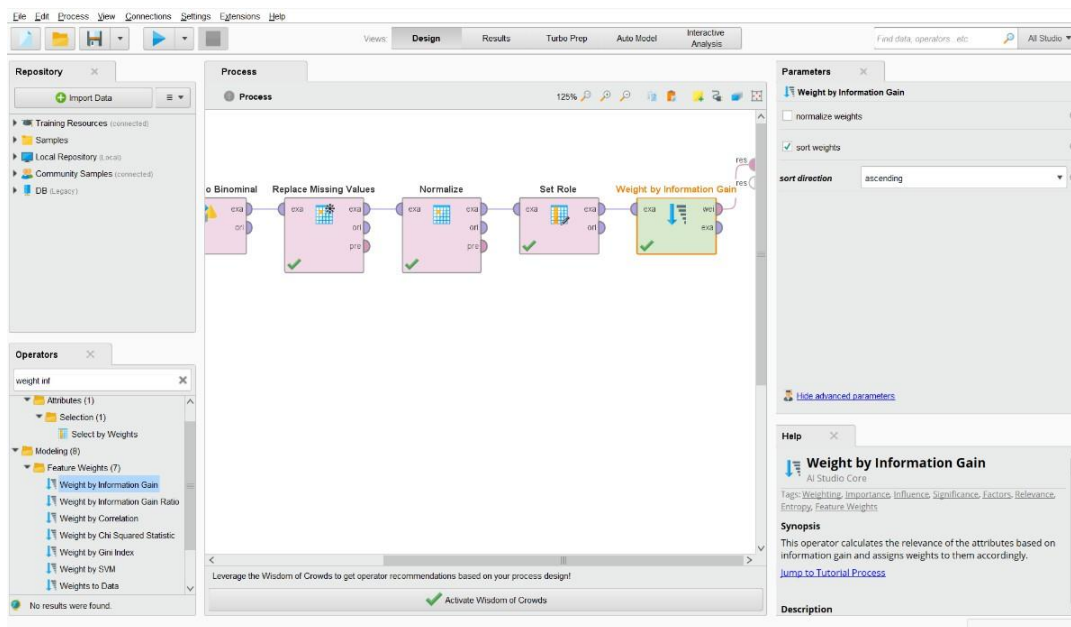 File Edit Process View Connections Settings Extensions Help
Views: Design Results Turbo Prep Auto Model Interactive Analysis
Find data, operators...etc
All Studio
Repository
Import Data
Training Resources (connected)
Samples
Local Repository (Local)
Community Samples (connected)
DB (Legacy)
Operators
weight inf
Attributes (1)
Selection (1)
Select by Weights
Modeling (8)
Feature Weights (7)
Weight by Information Gain
Weight by Information Gain Ratio
Weight by Correlation
Weight by Chi Squared Statistic
Weight by Gini Index
Weight by SVM
Weights to Data
No results were found.
Process
Process
125%
res
res
o Binominal Replace Missing Values Normalize Set Role Weight by Information Gain
exa exa exa exa exa exa exa exa wei
ori ori ori ori exa
pre pre
Leverage the Wisdom of Crowds to get operator recommendations based on your process design!
Activate Wisdom of Crowds
Parameters
Weight by Information Gain
normalize weights
sort weights
sort direction ascending
Hide advanced parameters
Help
Weight by Information Gain
AI Studio Core
Tags: Weighting, Importance, Influence, Significance, Factors, Relevance,
Entropy, Feature Weights
Synopsis
This operator calculates the relevance of the attributes based on
information gain and assigns weights to them accordingly.
Jump to Tutorial Process
Description